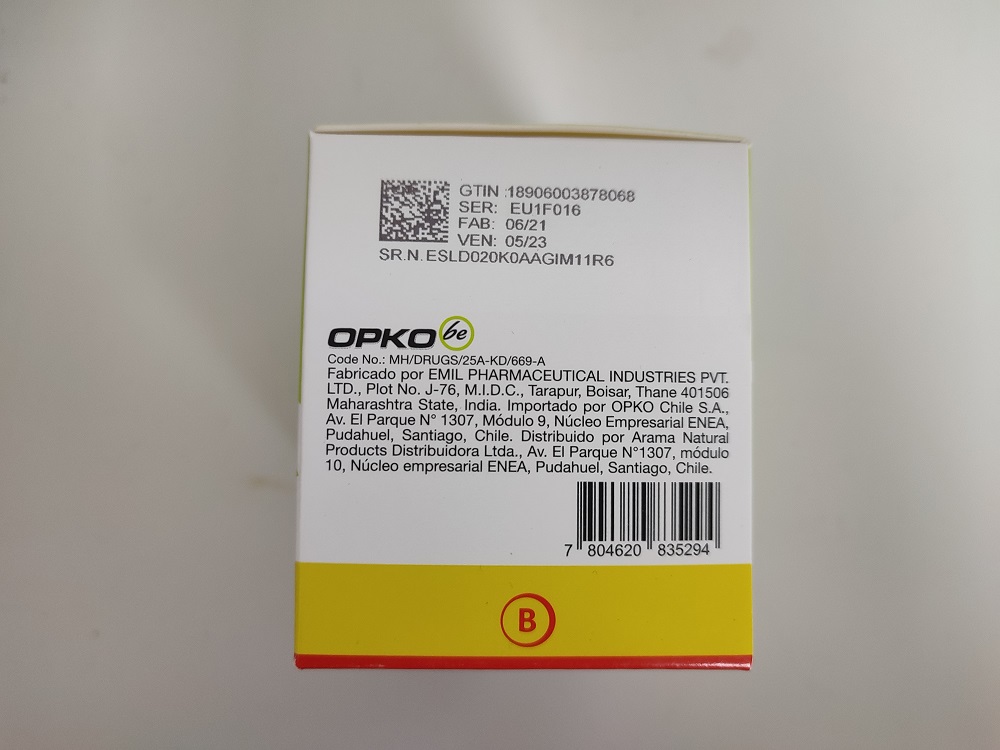 GTIN :18906003878068
SER: EU1F016
FAB: 06/21
VEN: 05/23
SR.N. ESLD020K0AAGIM11R6
OPKO be
Code No.: MH/DRUGS/25A-KD/669-A
Fabricado por EMIL PHARMACEUTICAL INDUSTRIES PVT.
LTD., Plot No. J-76, M.I.D.C., Tarapur, Boisar, Thane 401506
Maharashtra State, India. Importado por OPKO Chile S.A.,
Av. El Parque N° 1307, Módulo 9, Núcleo Empresarial ENEA,
Pudahuel, Santiago, Chile. Distribuido por Arama Natural
Products Distribuidora Ltda., Av. El Parque N°1307, módulo
10, Núcleo empresarial ENEA, Pudahuel, Santiago, Chile.
7 804620 835294
B